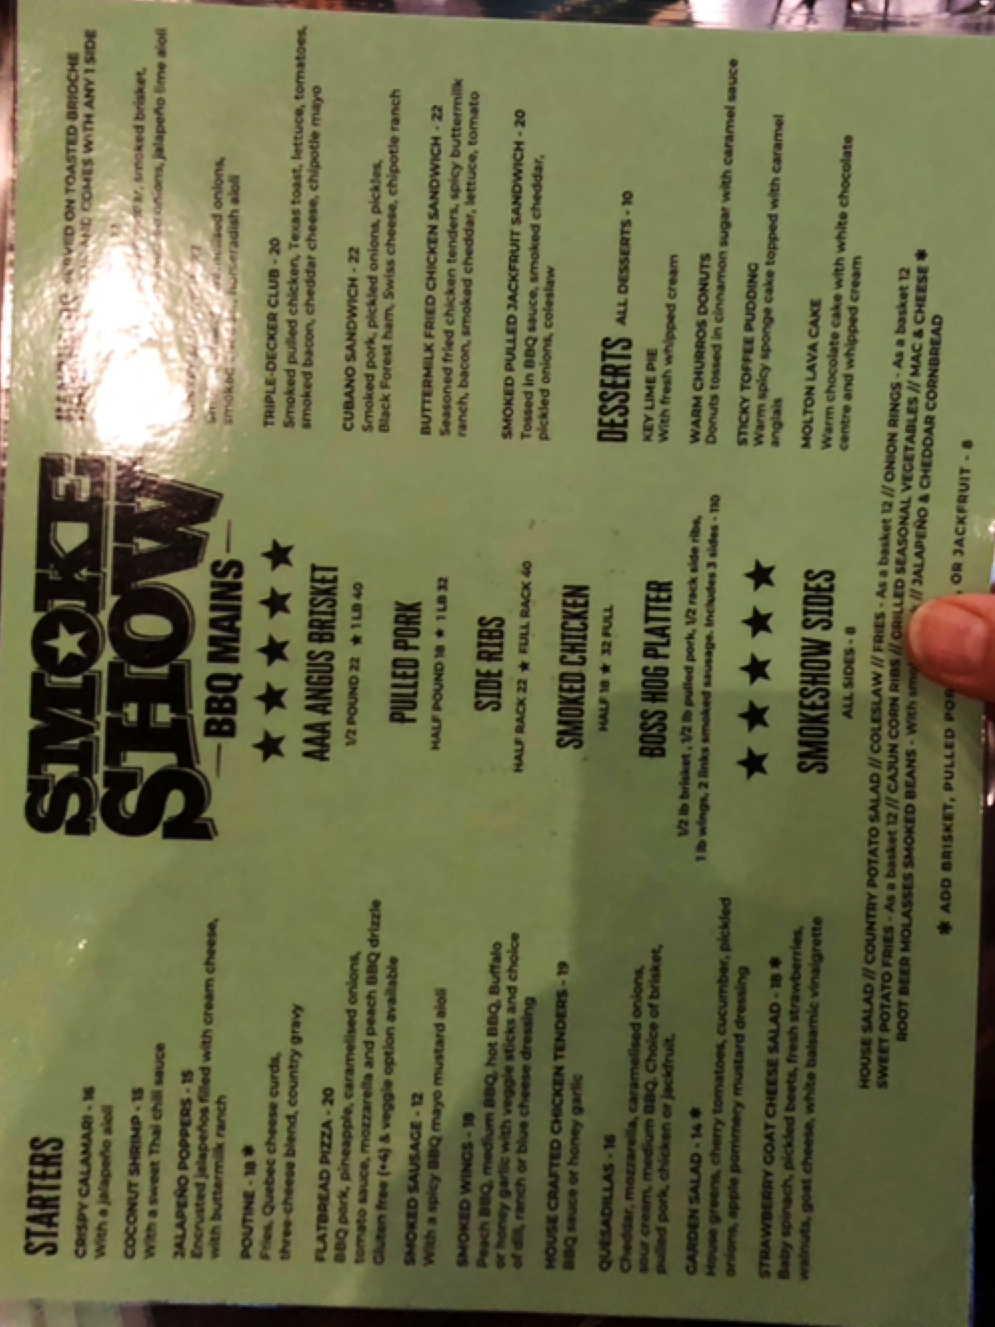 SMOKE
SHOW
STARTERS
CRISPY CALAMARI - 16
With a jalapeño aioli
COCONUT SHRIMP - 15
With a sweet Thai chili sauce
JALAPEÑO POPPERS - 15
Encrusted jalapeños filled with cream cheese,
with buttermilk ranch
POUTINE - 18 ✱
Fries, Quebec cheese curds,
three-cheese blend, country gravy
FLATBREAD PIZZA - 20
BBQ pork, pineapple, caramelised onions,
tomato sauce, mozzarella and peach BBQ drizzle
Gluten free (+4) & veggie option available
SMOKED SAUSAGE - 12
With a spicy BBQ mayo mustard aioli
SMOKED WINGS - 18
Peach BBQ, medium BBQ, hot BBQ, Buffalo
or honey garlic with veggie sticks and choice
of dill, ranch or blue cheese dressing
HOUSE CRAFTED CHICKEN TENDERS - 19
BBQ sauce or honey garlic
QUESADILLAS - 16
Cheddar, mozzarella, caramelised onions,
sour cream, medium BBQ. Choice of brisket,
pulled pork, chicken or jackfruit.
GARDEN SALAD - 14 ✱
House greens, cherry tomatoes, cucumber, pickled
onions, apple pommery mustard dressing
STRAWBERRY GOAT CHEESE SALAD - 18 ✱
Baby spinach, pickled beets, fresh strawberries,
walnuts, goat cheese, white balsamic vinaigrette
BBQ MAINS
★ ★ ★ ★ ★
AAA ANGUS BRISKET
1/2 POUND 22 ★ 1 LB 40
PULLED PORK
HALF POUND 18 ★ 1 LB 32
SIDE RIBS
HALF RACK 22 ★ FULL RACK 40
SMOKED CHICKEN
HALF 18 ★ 32 FULL
BOSS HOG PLATTER
1/2 lb brisket, 1/2 lb pulled pork, 1/2 rack side ribs,
1 lb wings, 2 links smoked sausage. Includes 3 sides - 110
★ ★ ★ ★ ★
SMOKESHOW SIDES
ALL SIDES - 8
HOUSE SALAD // COUNTRY POTATO SALAD // COLESLAW // FRIES - As a basket 12 // ONION RINGS - As a basket 12
SWEET POTATO FRIES - As a basket 12 // CAJUN CORN RIBS // GRILLED SEASONAL VEGETABLES // MAC & CHEESE ✱
ROOT BEER MOLASSES SMOKED BEANS - With smo // JALAPEÑO & CHEDDAR CORNBREAD
✱ ADD BRISKET, PULLED POR , OR JACKFRUIT - 8
ON TOASTED BRIOCHE
AND COMES WITH ANY 1 SIDE
smoked brisket,
onions, jalapeño lime aioli
onions,
smoked horseradish aioli
TRIPLE-DECKER CLUB - 20
Smoked pulled chicken, Texas toast, lettuce, tomatoes,
smoked bacon, cheddar cheese, chipotle mayo
CUBANO SANDWICH - 22
Smoked pork, pickled onions, pickles,
Black Forest ham, Swiss cheese, chipotle ranch
BUTTERMILK FRIED CHICKEN SANDWICH - 22
Seasoned fried chicken tenders, spicy buttermilk
ranch, bacon, smoked cheddar, lettuce, tomato
SMOKED PULLED JACKFRUIT SANDWICH - 20
Tossed in BBQ sauce, smoked cheddar,
pickled onions, coleslaw
DESSERTS ALL DESSERTS - 10
KEY LIME PIE
With fresh whipped cream
WARM CHURROS DONUTS
Donuts tossed in cinnamon sugar with caramel sauce
STICKY TOFFEE PUDDING
Warm spicy sponge cake topped with caramel
anglais
MOLTON LAVA CAKE
Warm chocolate cake with white chocolate
centre and whipped cream